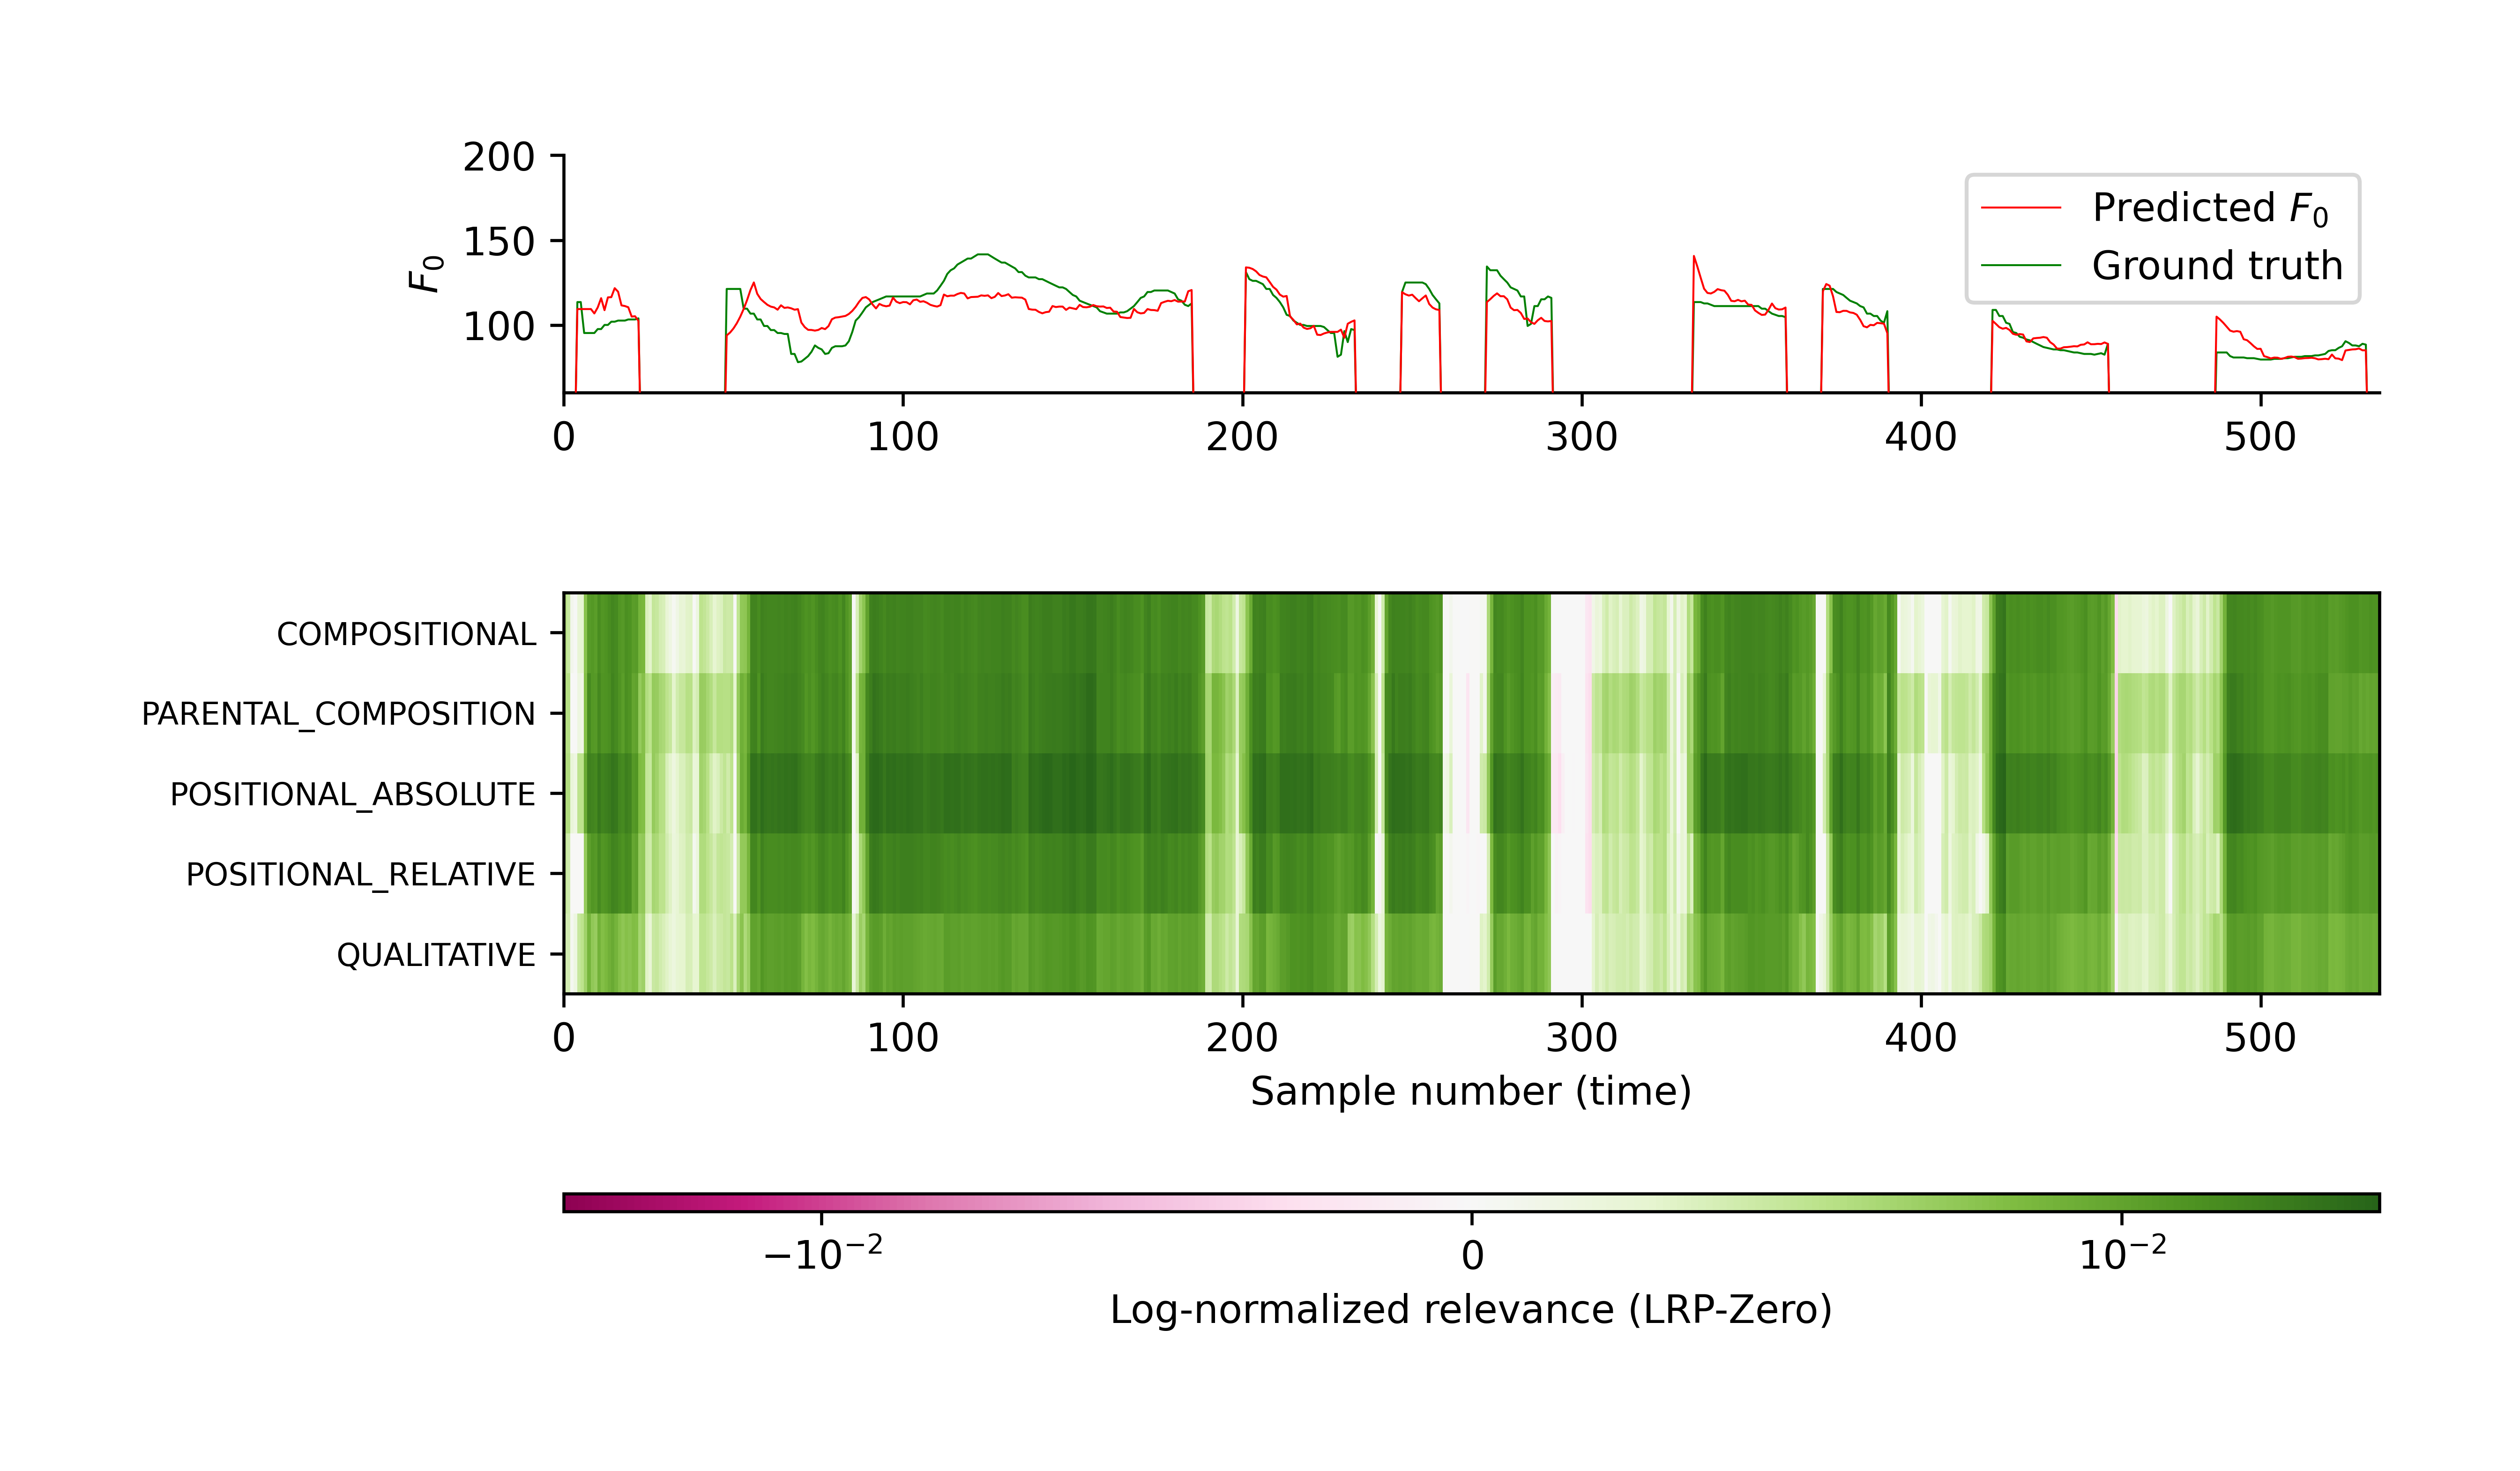 200
150
100
F₀
Predicted F₀
Ground truth
0 100 200 300 400 500
COMPOSITIONAL
PARENTAL_COMPOSITION
POSITIONAL_ABSOLUTE
POSITIONAL_RELATIVE
QUALITATIVE
0 100 200 300 400 500
Sample number (time)
−10⁻² 0 10⁻²
Log-normalized relevance (LRP-Zero)